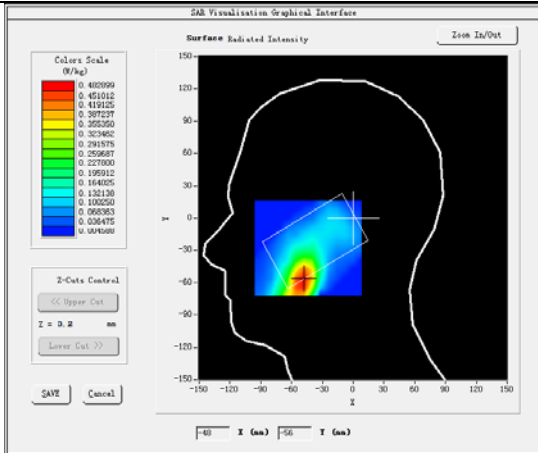 SAR Visualisation Graphical Interface
Surface Radiated Intensity
Zoom In/Out
Colors Scale
(W/kg)
0.482899
0.451012
0.419125
0.387237
0.355350
0.323462
0.291575
0.259687
0.227800
0.195912
0.164025
0.132138
0.100250
0.068363
0.036475
0.004588
150
120
90
60
30
0
-30
-60
-90
-120
-150
Y
-150 -120 -90 -60 -30 0 30 60 90 120 150
X
Z-Cuts Control
<< Upper Cut
Z = 0.2 mm
Lower Cut >>
SAVE Cancel
-48 X (mm) -56 Y (mm)